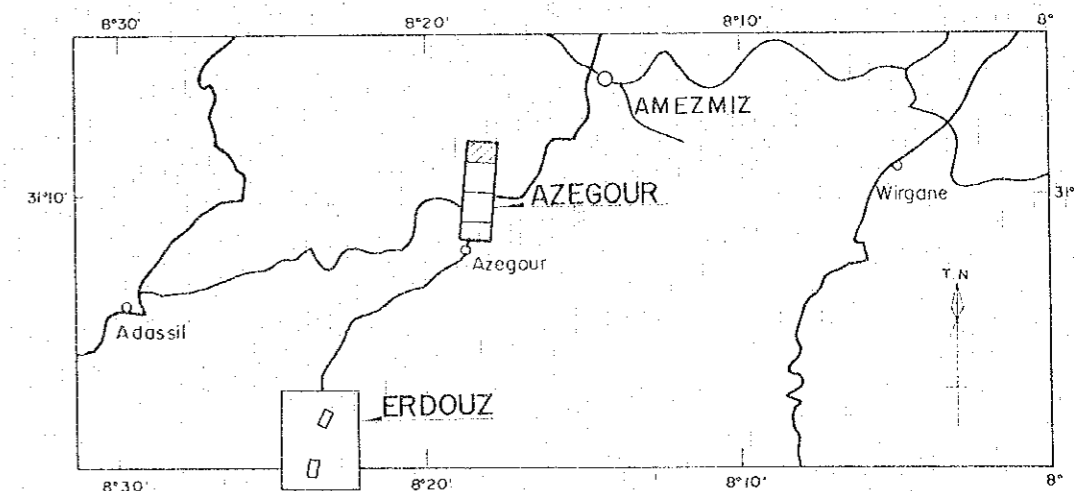 8°30'
8°20'
8°10'
8°
AMEZMIZ
31°10'
AZEGOUR
Wirgane
31°
Azegour
T.N
Adassil
ERDOUZ
8°30'
8°20'
8°10'
8°